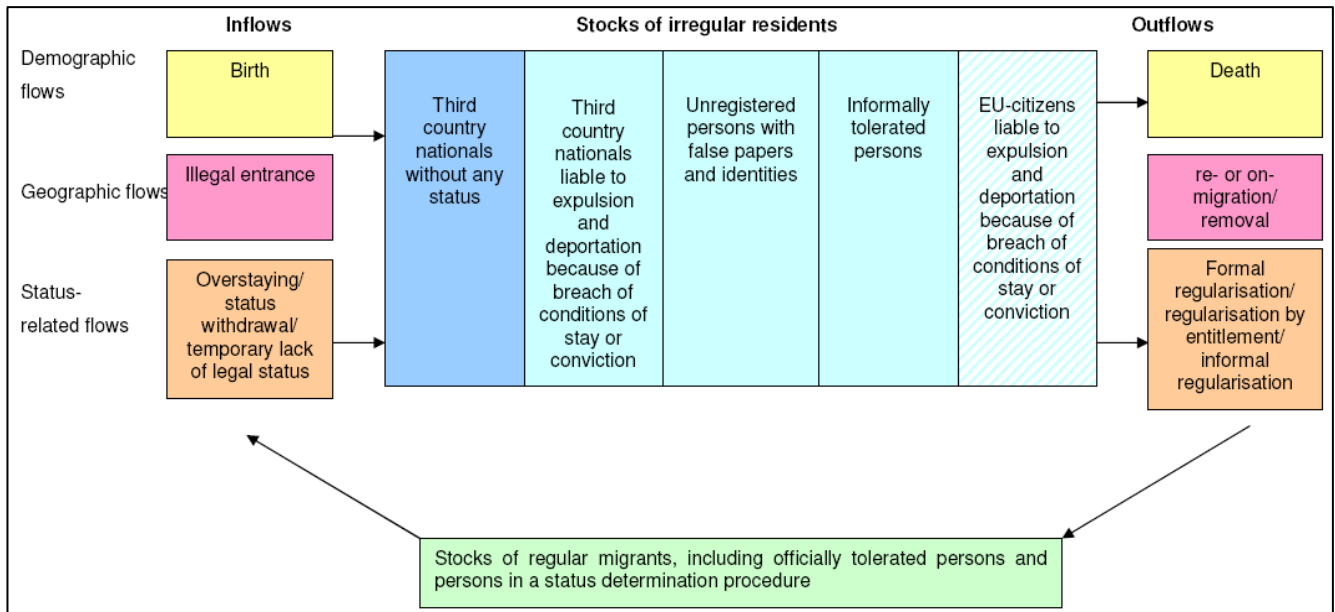 Inflows
Stocks of irregular residents
Outflows
Demographic
flows
Birth
Geographic flows
Illegal entrance
Status-
related flows
Overstaying/
status
withdrawal/
temporary lack
of legal status
Third
country
nationals
without any
status
Third
country
nationals
liable to
expulsion
and
deportation
because of
breach of
conditions of
stay or
conviction
Unregistered
persons with
false papers
and identities
Informally
tolerated
persons
EU-citizens
liable to
expulsion
and
deportation
because of
breach of
conditions of
stay or
conviction
Death
re- or on-
migration/
removal
Formal
regularisation/
regularisation by
entitlement/
informal
regularisation
Stocks of regular migrants, including officially tolerated persons and
persons in a status determination procedure